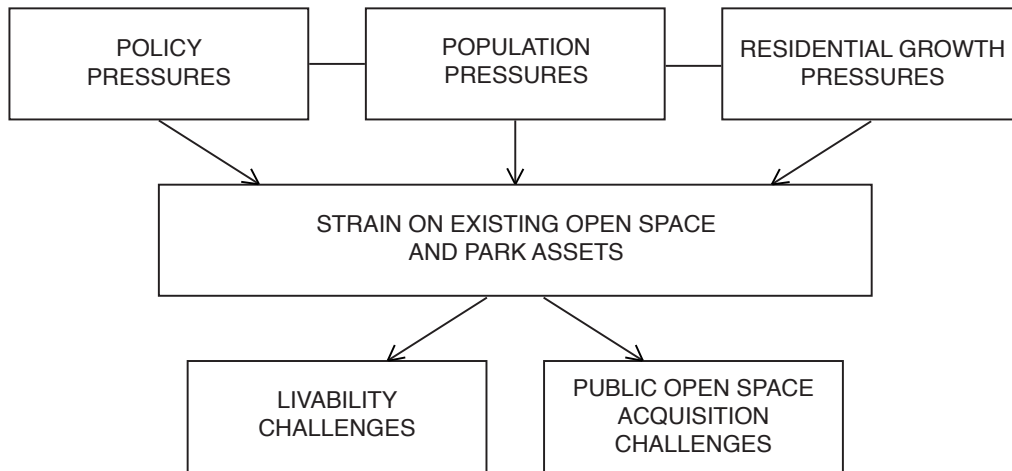 POLICY
PRESSURES
POPULATION
PRESSURES
RESIDENTIAL GROWTH
PRESSURES
STRAIN ON EXISTING OPEN SPACE
AND PARK ASSETS
LIVABILITY
CHALLENGES
PUBLIC OPEN SPACE
ACQUISITION
CHALLENGES